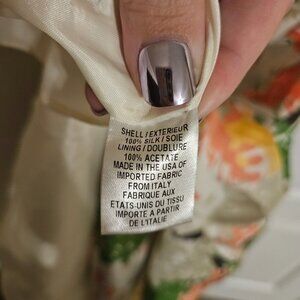 SHELL / EXTERIEUR
100% SILK / SOIE
LINING / DOUBLURE
100% ACETATE
MADE IN THE USA OF
IMPORTED FABRIC
FROM ITALY
FABRIQUE AUX
ETATS-UNIS DU TISSU
IMPORTE A PARTIR
DE L'ITALIE